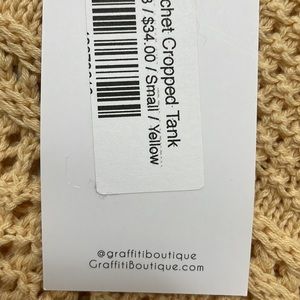 chet Cropped Tank
/ $34.00 / Small / Yellow
@graffitiboutique
GraffitiBoutique.com